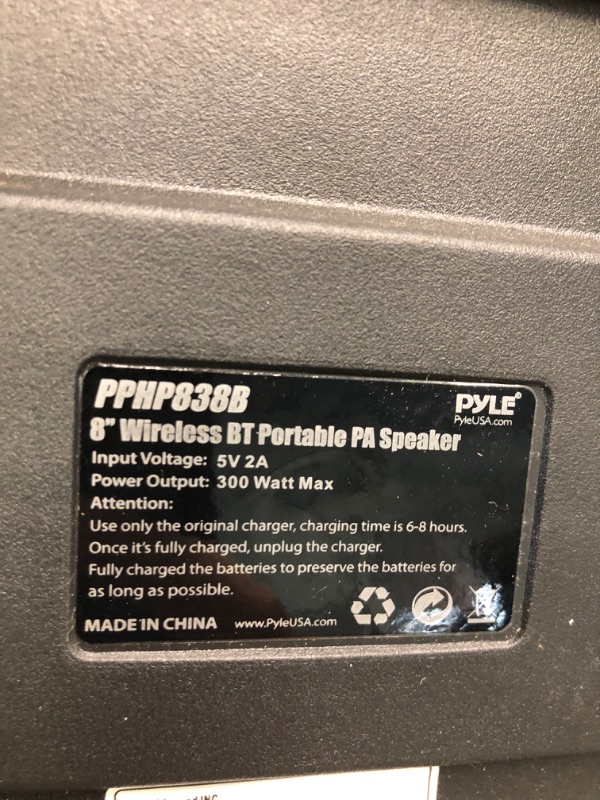 PPHP838B
PYLE®
PyleUSA.com
8" Wireless BT Portable PA Speaker
Input Voltage: 5V 2A
Power Output: 300 Watt Max
Attention:
Use only the original charger, charging time is 6-8 hours.
Once it's fully charged, unplug the charger.
Fully charged the batteries to preserve the batteries for
as long as possible.
MADE IN CHINA www.PyleUSA.com